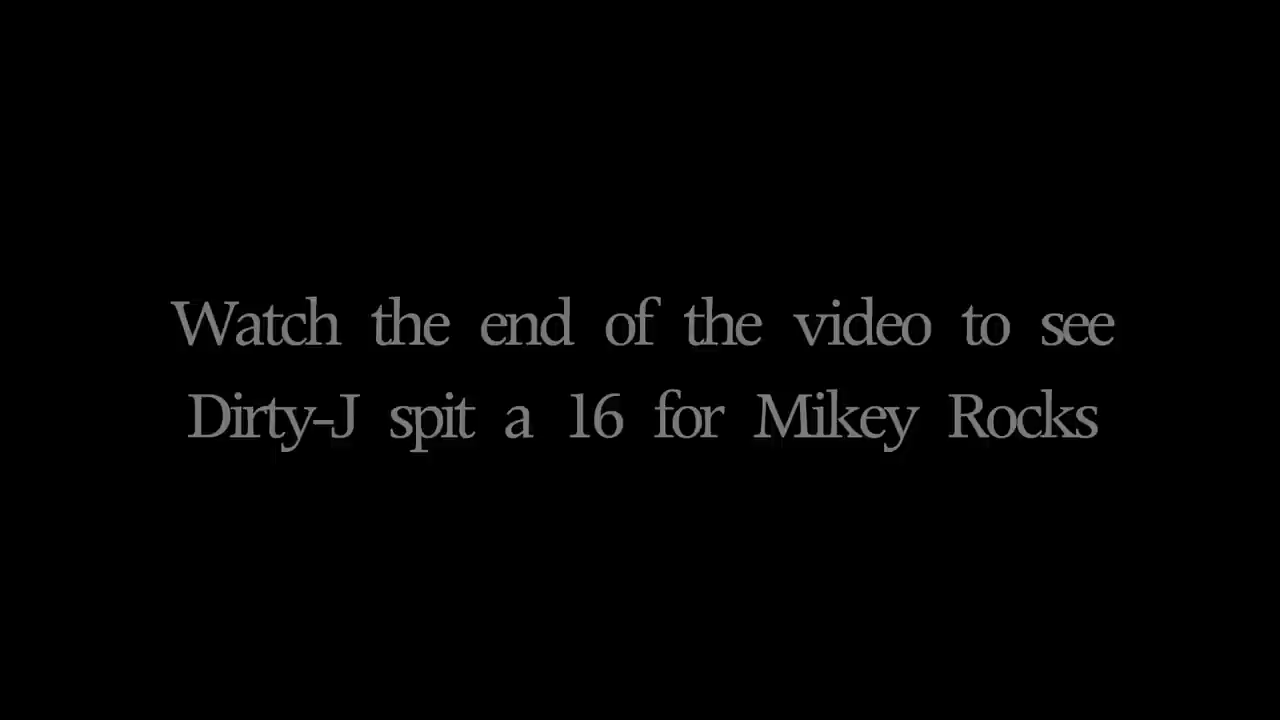 Watch the end of the video to see
Dirty-J spit a 16 for Mikey Rocks